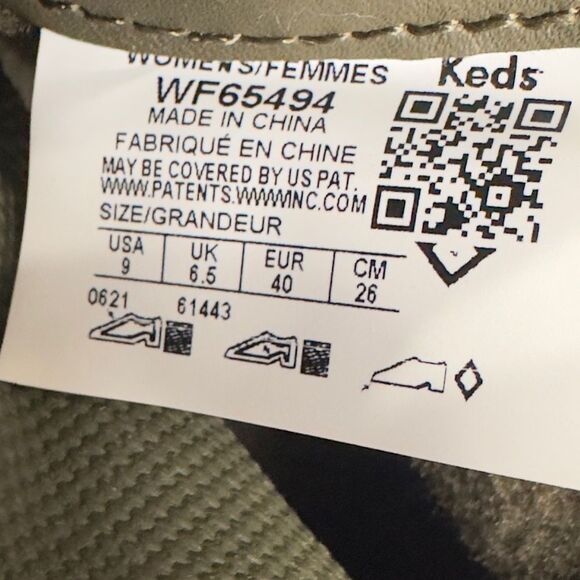 WOMEN'S/FEMMES
Keds
WF65494
MADE IN CHINA
FABRIQUÉ EN CHINE
MAY BE COVERED BY US PAT.
WWW.PATENTS.WWWINC.COM
SIZE/GRANDEUR
USA UK EUR CM
9 6.5 40 26
0621 61443